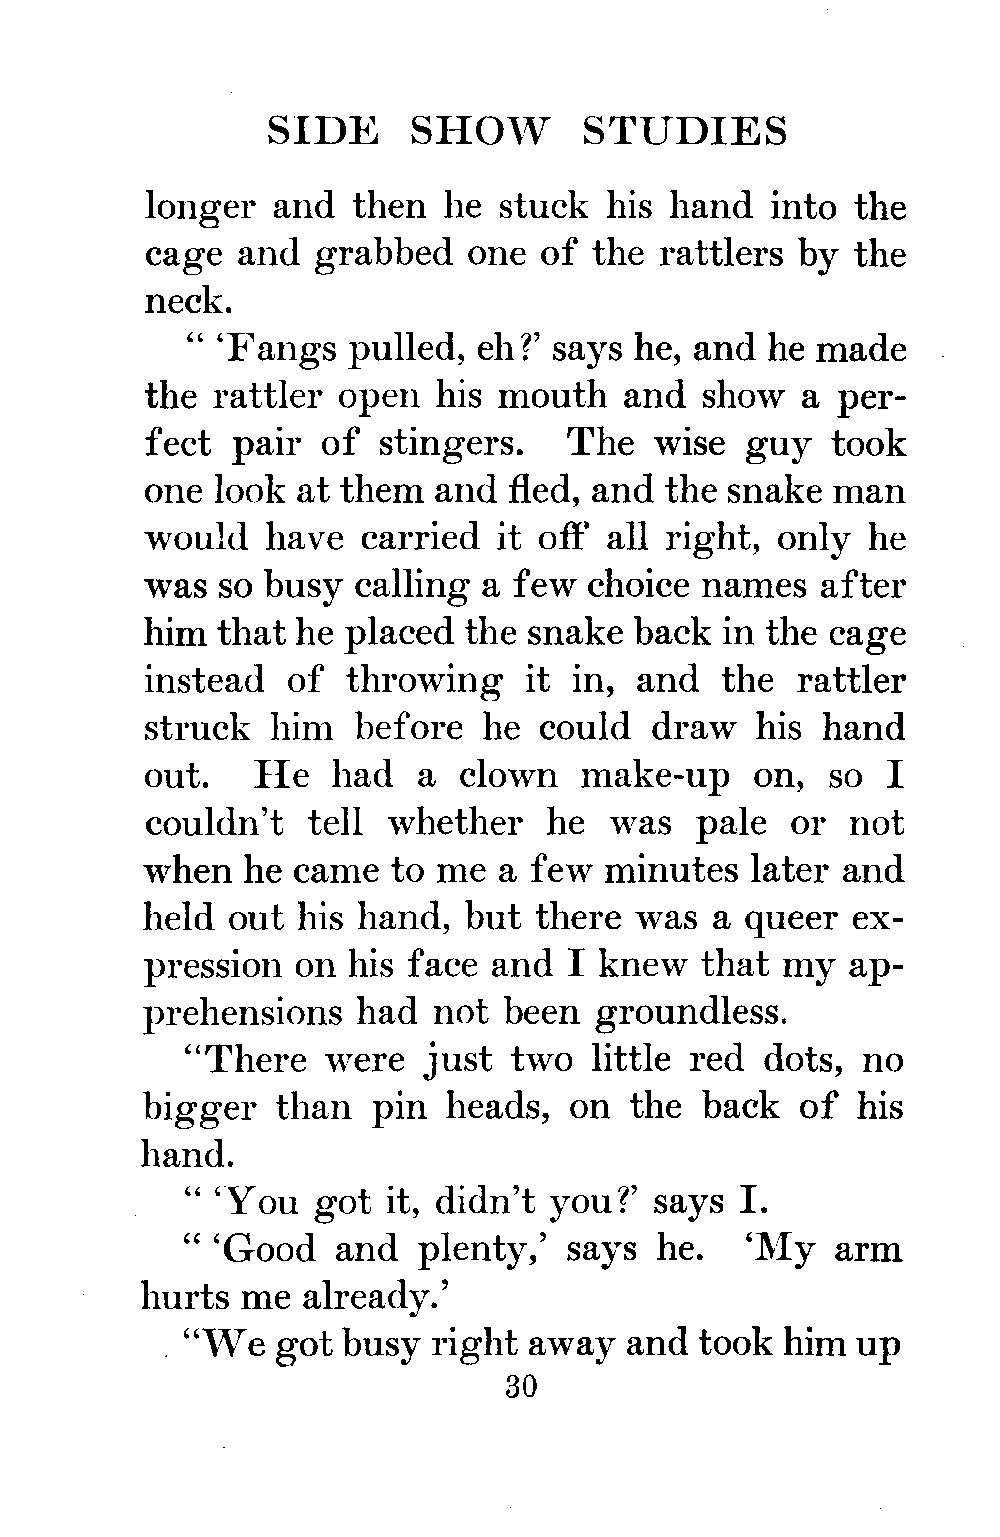 SIDE SHOW STUDIES
longer and then he stuck his hand into the
cage and grabbed one of the rattlers by the
neck.
“ ‘Fangs pulled, eh?’ says he, and he made
the rattler open his mouth and show a per-
fect pair of stingers. The wise guy took
one look at them and fled, and the snake man
would have carried it off all right, only he
was so busy calling a few choice names after
him that he placed the snake back in the cage
instead of throwing it in, and the rattler
struck him before he could draw his hand
out. He had a clown make-up on, so I
couldn’t tell whether he was pale or not
when he came to me a few minutes later and
held out his hand, but there was a queer ex-
pression on his face and I knew that my ap-
prehensions had not been groundless.
“There were just two little red dots, no
bigger than pin heads, on the back of his
hand.
“ ‘You got it, didn’t you?’ says I.
“ ‘Good and plenty,’ says he. ‘My arm
hurts me already.’
“We got busy right away and took him up
30